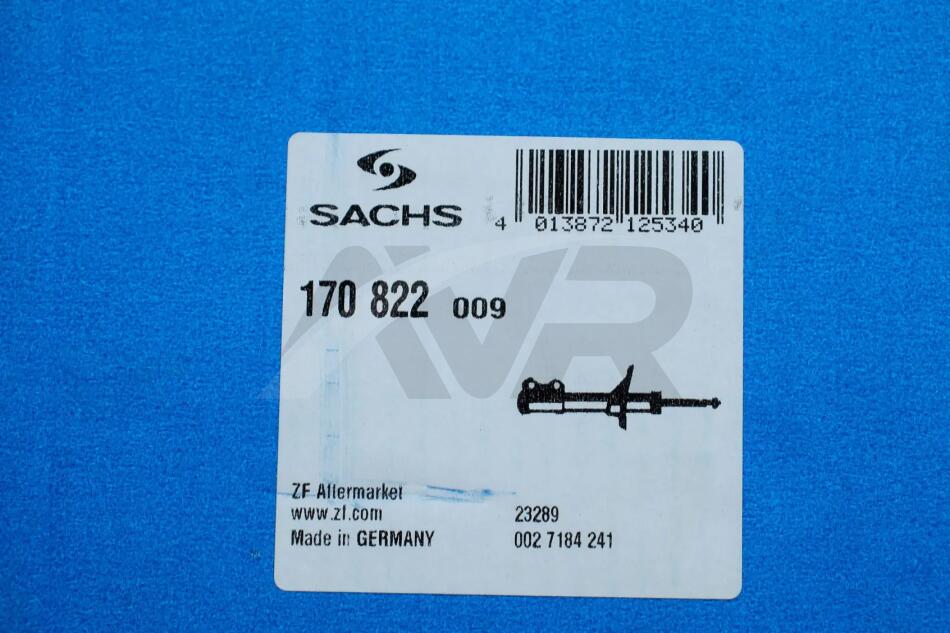 SACHS
4 013872 125340
170 822 009
AVR
ZF Aftermarket
www.zf.com
23289
Made in GERMANY
002 7184 241